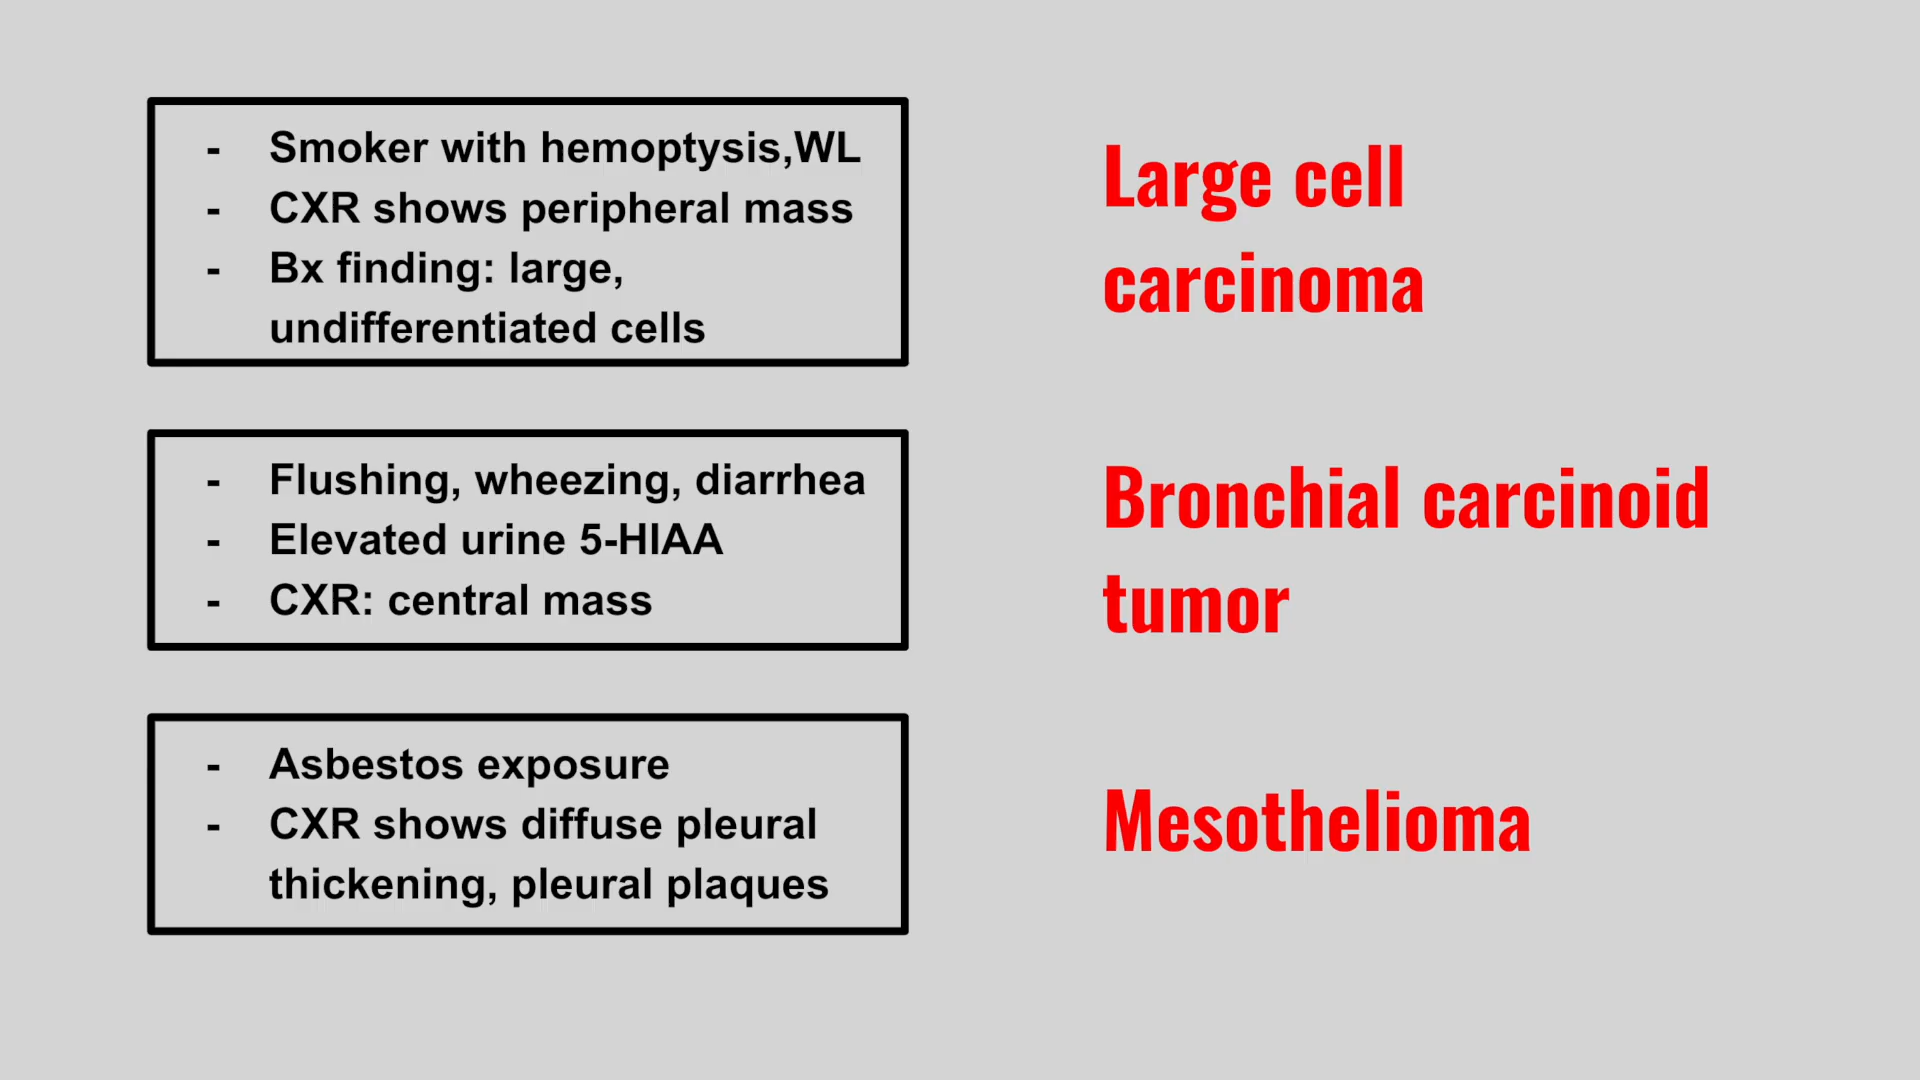 - Smoker with hemoptysis,WL
- CXR shows peripheral mass
- Bx finding: large,
undifferentiated cells
Large cell
carcinoma
- Flushing, wheezing, diarrhea
- Elevated urine 5-HIAA
- CXR: central mass
Bronchial carcinoid
tumor
- Asbestos exposure
- CXR shows diffuse pleural
thickening, pleural plaques
Mesothelioma